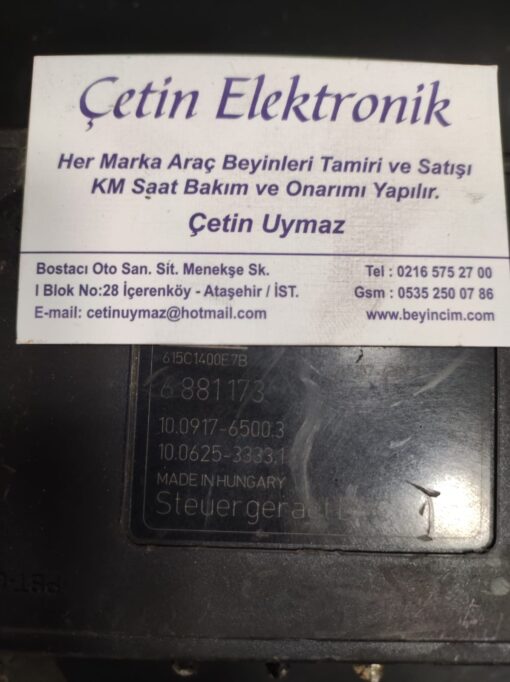 Çetin Elektronik
Her Marka Araç Beyinleri Tamiri ve Satışı
KM Saat Bakım ve Onarımı Yapılır.
Çetin Uymaz
Bostacı Oto San. Sit. Menekşe Sk.
I Blok No:28 İçerenköy - Ataşehir / İST.
E-mail: cetinuymaz@hotmail.com
Tel : 0216 575 27 00
Gsm : 0535 250 07 86
www.beyincim.com
615C1400E7B
6 881 173
10.0917-6500.3
10.0625-3333.1
MADE IN HUNGARY